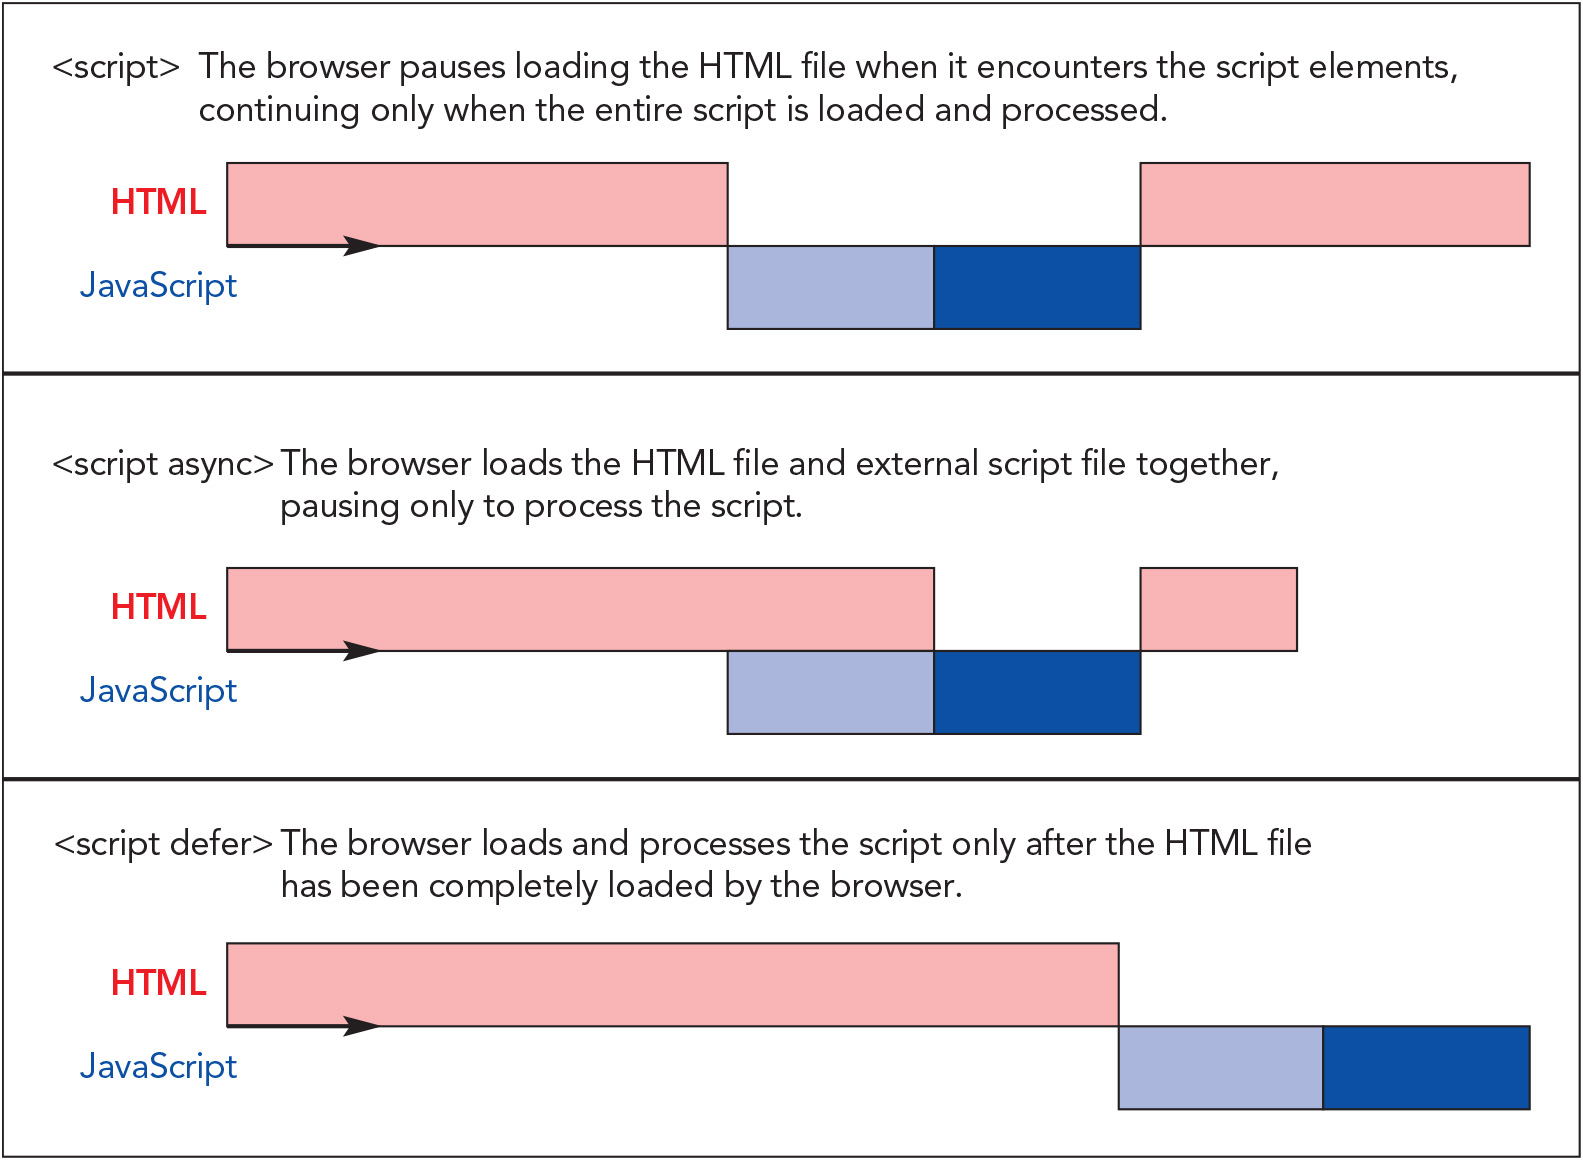 <script> The browser pauses loading the HTML file when it encounters the script elements,
continuing only when the entire script is loaded and processed.
HTML
JavaScript
<script async> The browser loads the HTML file and external script file together,
pausing only to process the script.
HTML
JavaScript
<script defer> The browser loads and processes the script only after the HTML file
has been completely loaded by the browser.
HTML
JavaScript